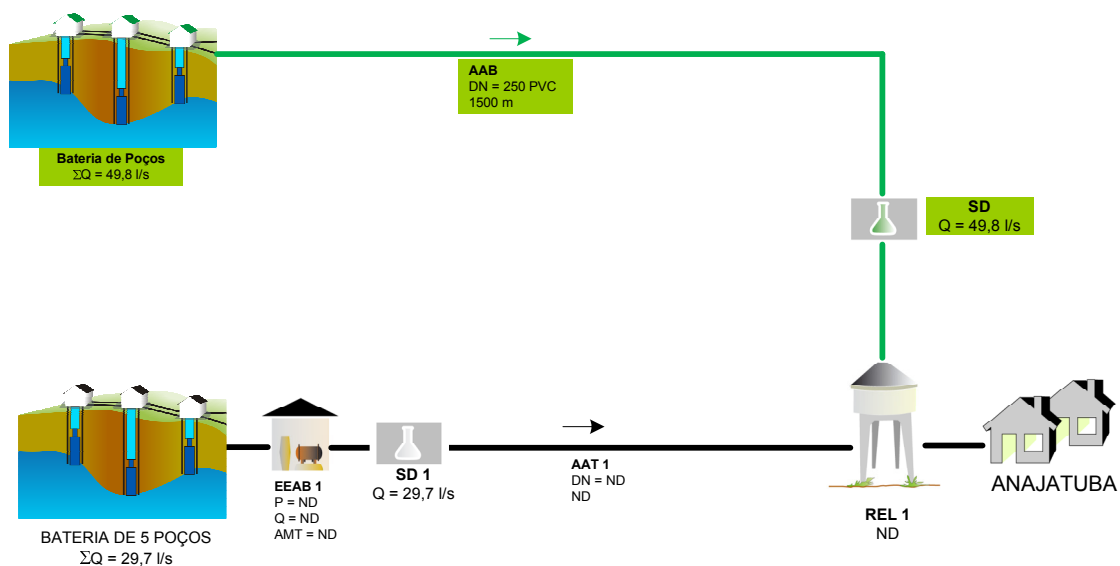 AAB
DN = 250 PVC
1500 m
Bateria de Poços
ΣQ = 49,8 l/s
SD
Q = 49,8 l/s
BATERIA DE 5 POÇOS
ΣQ = 29,7 l/s
EEAB 1
P = ND
Q = ND
AMT = ND
SD 1
Q = 29,7 l/s
AAT 1
DN = ND
ND
REL 1
ND
ANAJATUBA